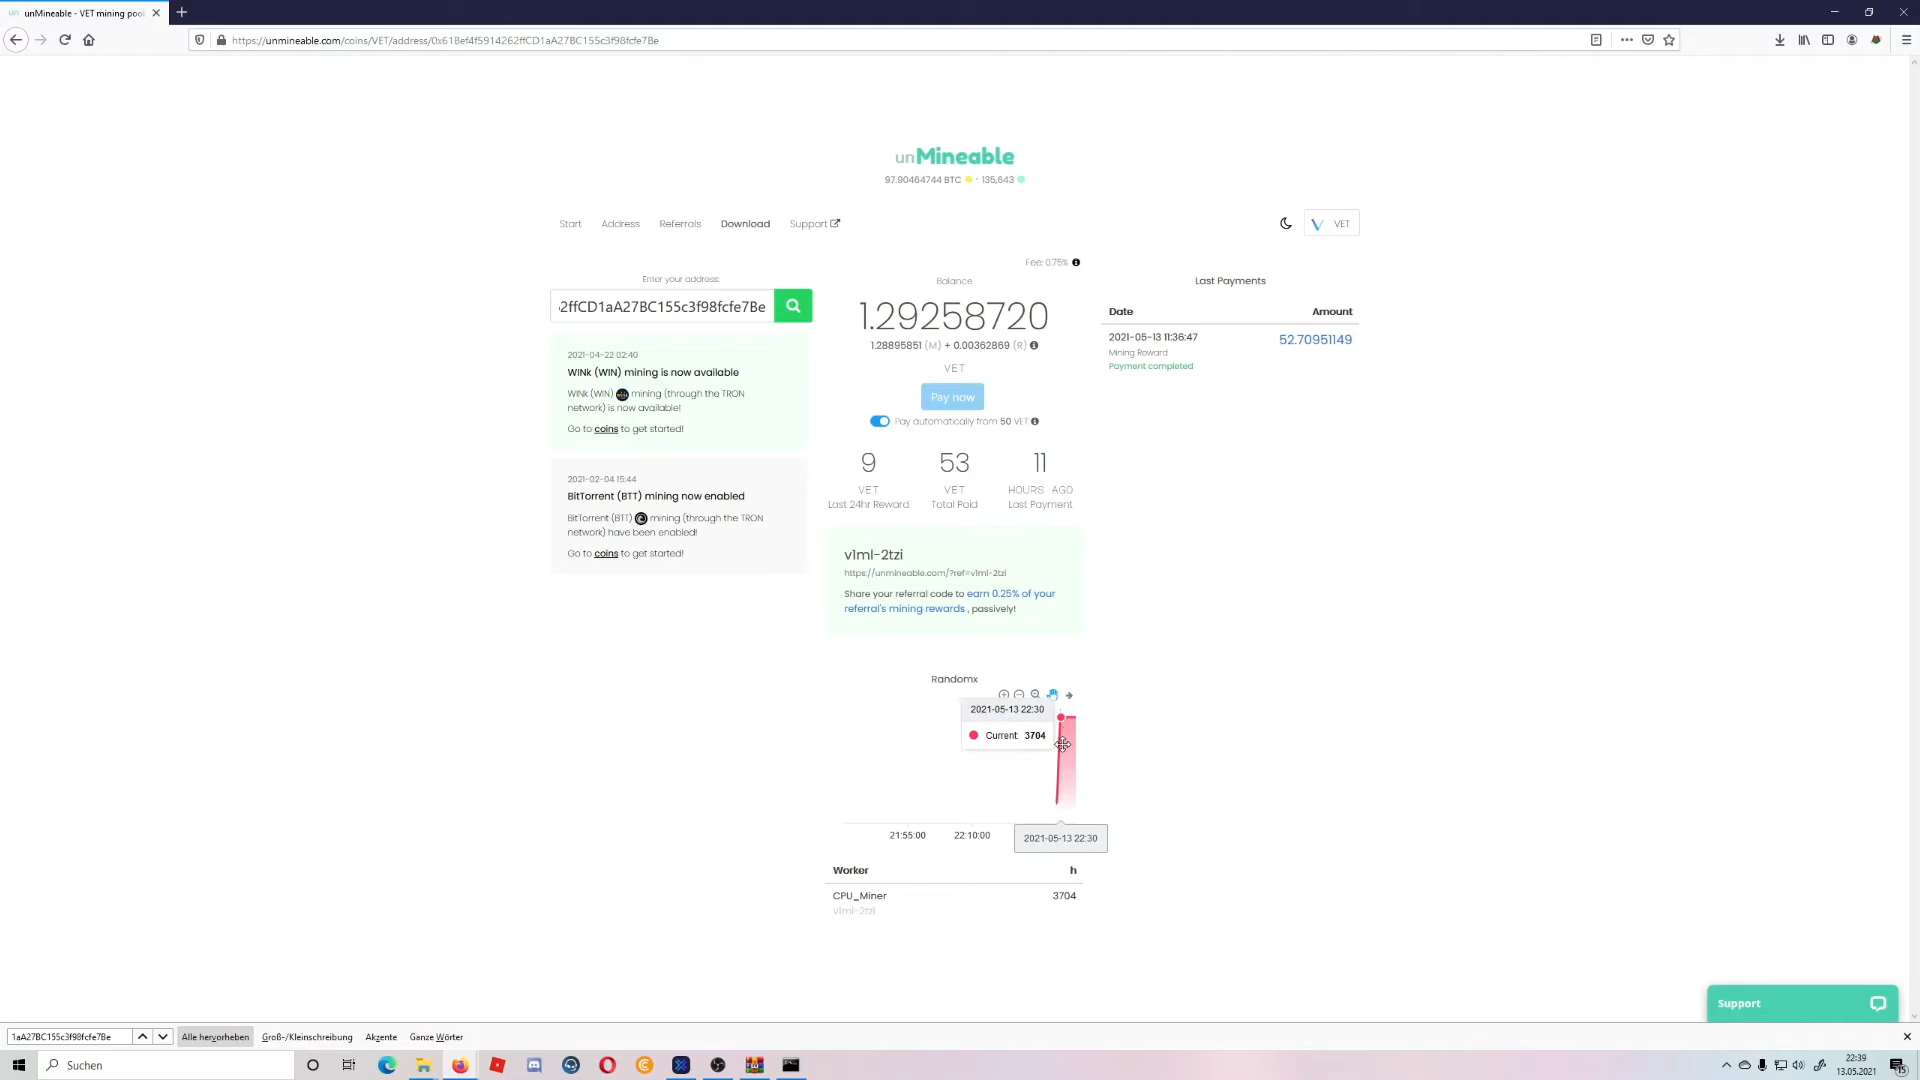 unMineable - VET mining pool
https://unmineable.com/coins/VET/address/0x61Bef4f5914262ffCD1aA27BC155c3f98fcfe7Be
unMineable
97.90464744 BTC - 135,643
Start Address Referrals Download Support VET
Fee: 0.75%
Enter your address:
2ffCD1aA27BC155c3f98fcfe7Be
2021-04-22 02:40
WINk (WIN) mining is now available
WINk (WIN) mining (through the TRON
network) is now available!
Go to coins to get started!
2021-02-04 15:44
BitTorrent (BTT) mining now enabled
BitTorrent (BTT) mining (through the TRON
network) have been enabled!
Go to coins to get started!
Balance
1.29258720
1.28895851 (M) + 0.00362869 (R)
VET
Pay now
Pay automatically from 50 VET
9 53 11
VET VET HOURS AGO
Last 24hr Reward Total Paid Last Payment
v1ml-2tzi
https://unmineable.com/?ref=v1ml-2tzi
Share your referral code to earn 0.25% of your
referral's mining rewards , passively!
Last Payments
Date Amount
2021-05-13 11:36:47 52.70951149
Mining Reward
Payment completed
Randomx
2021-05-13 22:30
Current: 3704
21:55:00 22:10:00 2021-05-13 22:30
Worker h
CPU_Miner 3704
v1ml-2tzi
Support
1aA27BC155c3f98fcfe7Be Alle hervorheben Groß-/Kleinschreibung Akzente Ganze Wörter
Suchen
22:39
13.05.2021
15